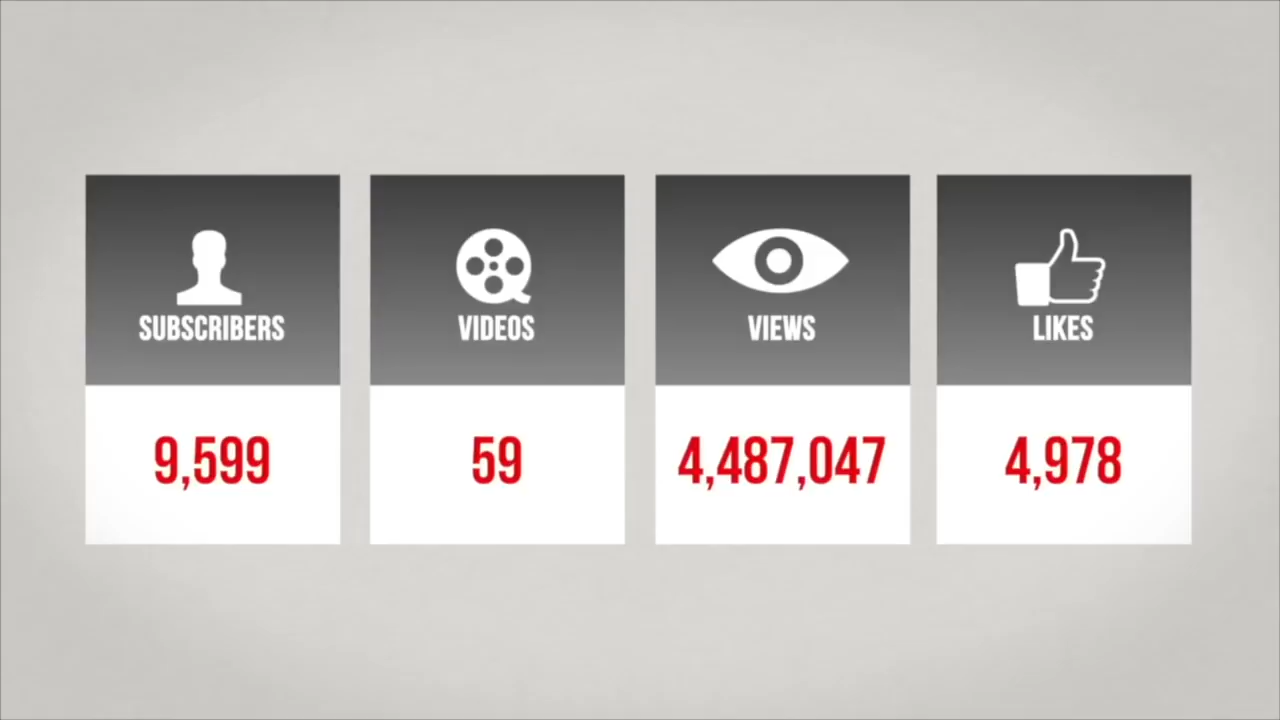 SUBSCRIBERS
VIDEOS
VIEWS
LIKES
9,599
59
4,487,047
4,978